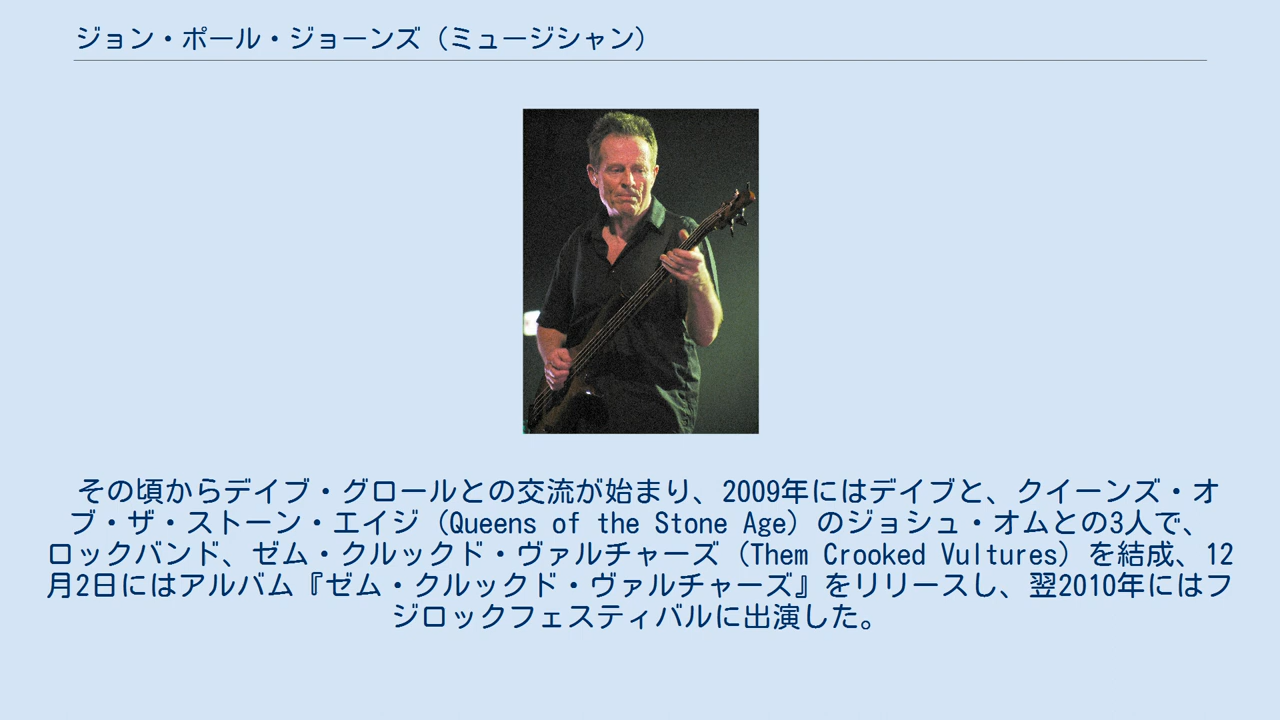 ジョン・ポール・ジョーンズ（ミュージシャン）
その頃からデイブ・グロールとの交流が始まり、2009年にはデイブと、クイーンズ・オ
ブ・ザ・ストーン・エイジ（Queens of the Stone Age）のジョシュ・オムとの3人で、
ロックバンド、ゼム・クルックド・ヴァルチャーズ（Them Crooked Vultures）を結成、12
月2日にはアルバム『ゼム・クルックド・ヴァルチャーズ』をリリースし、翌2010年にはフ
ジロックフェスティバルに出演した。